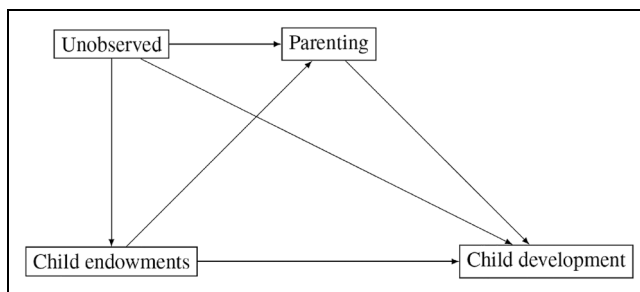 Unobserved
Parenting
Child endowments
Child development